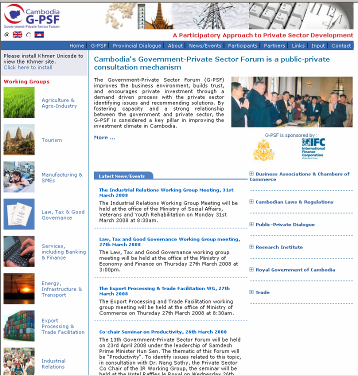 Cambodia
G-PSF
Government-Private Sector Forum
A Participatory Approach to Private Sector Development
Home G-PSF Provincial Dialogue About News/Events Participants Partners Links Input Contact
Please install Khmer Unicode to
view the Khmer site.
Click here to install
Working Groups
Agriculture &
Agro-Industry
Tourism
Manufacturing &
SMEs
Law, Tax & Good
Governance
Services,
including Banking
& Finance
Energy,
Infrastructure &
Transport
Export
Processing &
Trade Facilitation
Industrial
Relations
Cambodia's Government-Private Sector Forum is a public-private
consultation mechanism
The Government-Private Sector Forum (G-PSF)
improves the business environment, builds trust,
and encourages private investment through a
demand driven process with the private sector
identifying issues and recommending solutions. By
fostering capacity and a strong relationship
between the government and private sector, the
G-PSF is considered a key pillar in improving the
investment climate in Cambodia.
More ...
G-PSF is sponsored by :
IFC
International
Finance
Corporation
Latest News/Events
The Industrial Relations Working Group Meeting, 31st
March 2008
The Industrial Relations Working Group will be
held at the office of the Ministry of Social Affairs,
Veterans and Youth Rehabilitation on Monday 31st
March 2008 at 8:30am.
Law, Tax and Good Governance Working Group meeting,
27th March 2008
The Law, Tax and Good Governance working group
meeting will be held at the office of the Ministry of
Economy and Finance on Thursday 27th March 2008 at
3:00pm.
The Export Processing & Trade Facilitation WG, 27th
March 2008
The Export Processing and Trade Facilitation working
group meeting will be held at the office of Ministry of
Commerce on Thursday 27th March 2008 at 8:30am.
Co-chair Seminar on Productivity, 26th March 2008
The 13th Government-Private Sector Forum will be held
on 23rd April 2008 under the leadership of Samdech
Prime Minister Hun Sen. The thematic of this Forum will
be "Productivity". To identify issues related to this topic
in consultation with Dr. Nang Sothy, the Private Sector
Co Chair of the IR Working Group, the seminar will be
held at the Hotel Raffles le Royal on Wednesday 26th
Business Associations & Chambers of
Commerce
Cambodian Laws & Regulations
Public-Private Dialogue
Research Institute
Royal Government of Cambodia
Trade